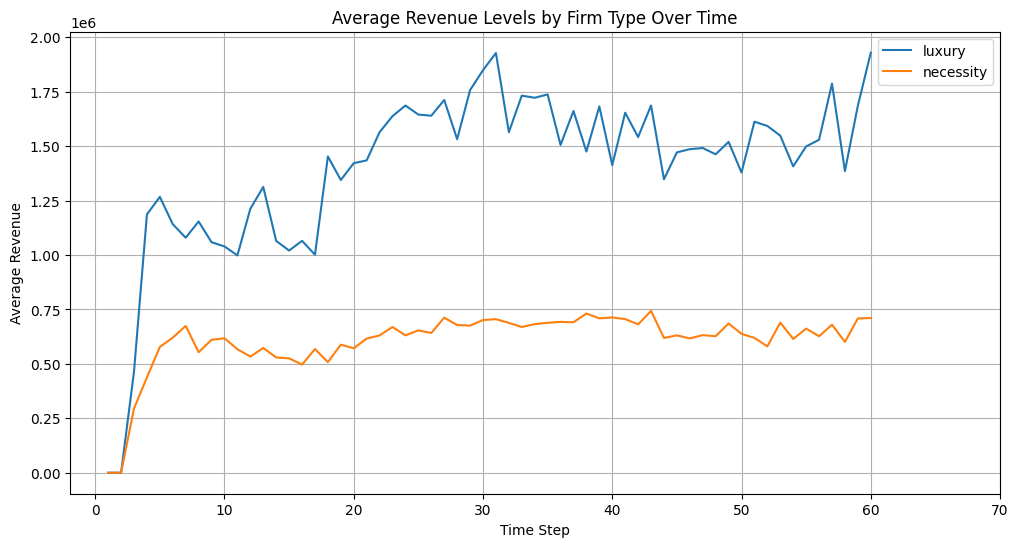 Average Revenue Levels by Firm Type Over Time
1e6
2.00
1.75
1.50
1.25
1.00
0.75
0.50
0.25
0.00
Average Revenue
luxury
necessity
0 10 20 30 40 50 60 70
Time Step